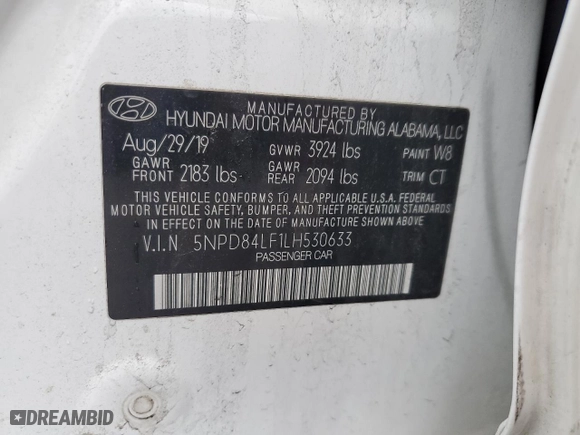 MANUFACTURED BY
HYUNDAI MOTOR MANUFACTURING ALABAMA, LLC
Aug/29/19 GVWR 3924 lbs PAINT W8
GAWR FRONT 2183 lbs GAWR REAR 2094 lbs TRIM CT
THIS VEHICLE CONFORMS TO ALL APPLICABLE U.S.A. FEDERAL
MOTOR VEHICLE SAFETY, BUMPER, AND THEFT PREVENTION STANDARDS
IN EFFECT ON THE DATE OF MANUFACTURE SHOWN ABOVE
V.I.N 5NPD84LF1LH530633
PASSENGER CAR
DREAMBID